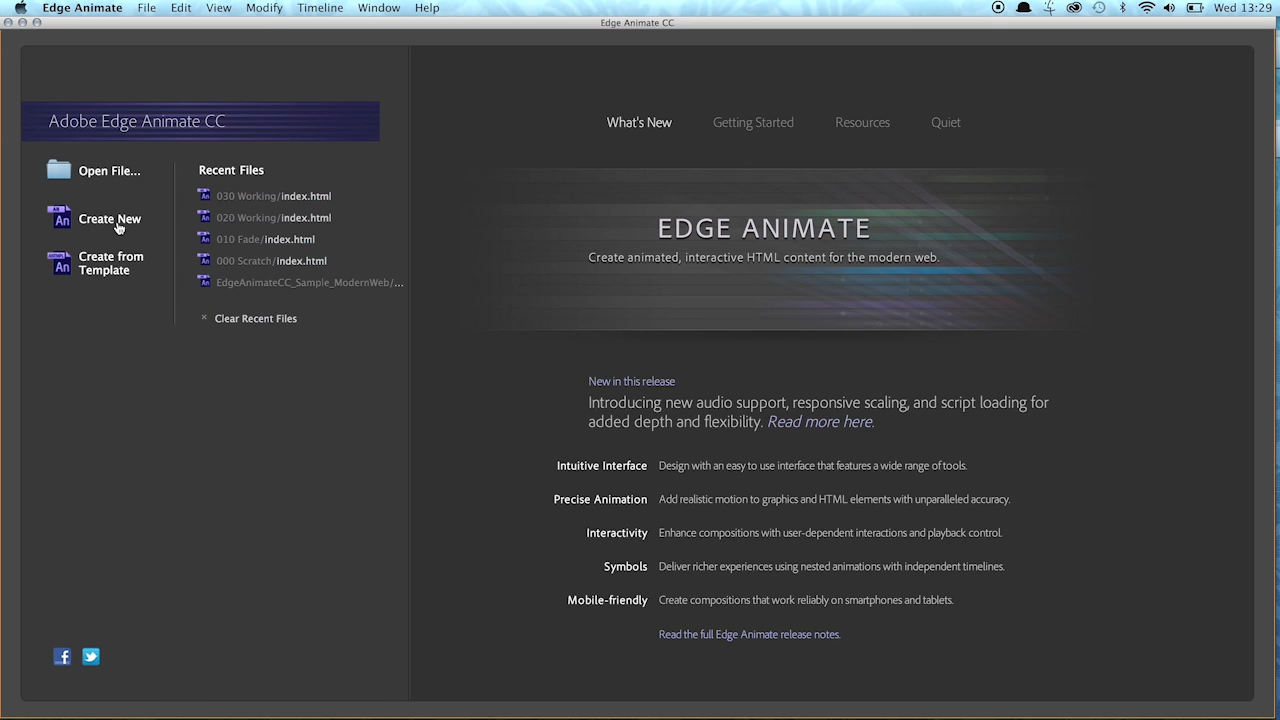 Edge Animate File Edit View Modify Timeline Window Help Wed 13:29
Edge Animate CC
Adobe Edge Animate CC
Open File...
Create New
Create from
Template
Recent Files
030 Working/index.html
020 Working/index.html
010 Fade/index.html
000 Scratch/index.html
EdgeAnimateCC_Sample_ModernWeb/...
× Clear Recent Files
What's New Getting Started Resources Quiet
EDGE ANIMATE
Create animated, interactive HTML content for the modern web.
New in this release
Introducing new audio support, responsive scaling, and script loading for
added depth and flexibility. Read more here.
Intuitive Interface Design with an easy to use interface that features a wide range of tools.
Precise Animation Add realistic motion to graphics and HTML elements with unparalleled accuracy.
Interactivity Enhance compositions with user-dependent interactions and playback control.
Symbols Deliver richer experiences using nested animations with independent timelines.
Mobile-friendly Create compositions that work reliably on smartphones and tablets.
Read the full Edge Animate release notes.